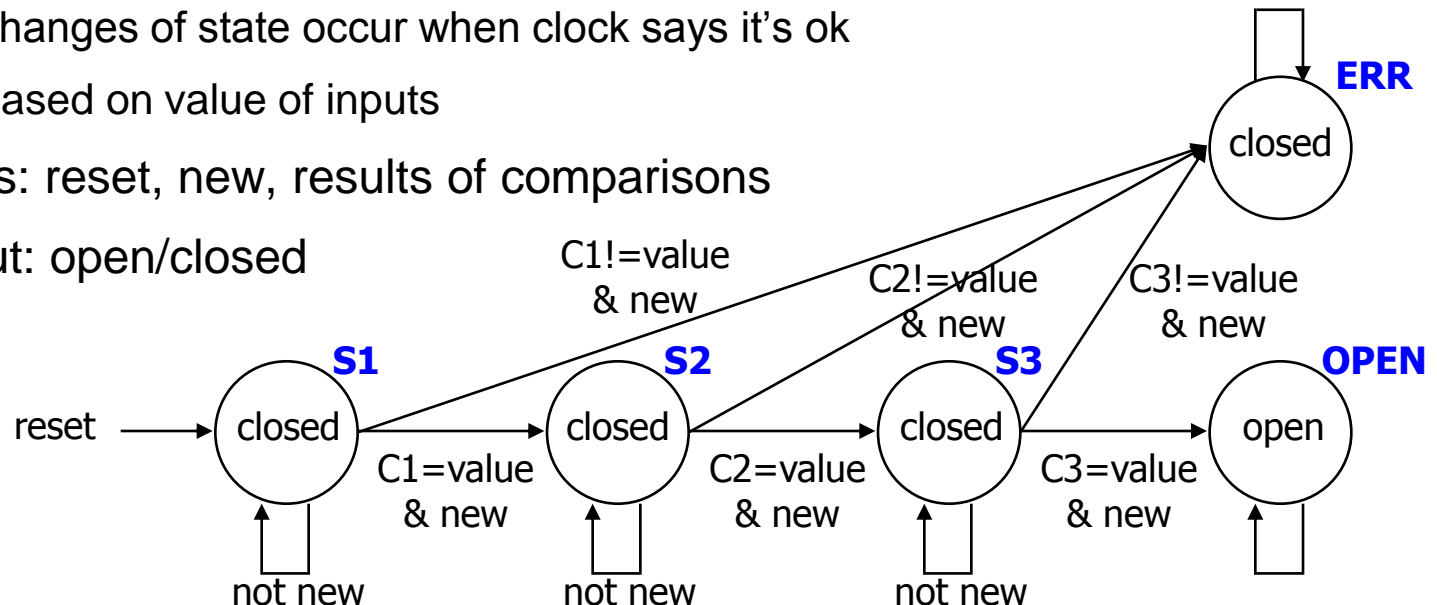 hanges of state occur when clock says it’s ok
ased on value of inputs
s: reset, new, results of comparisons
ut: open/closed
ERR
closed
C1!=value
& new
C2!=value
& new
C3!=value
& new
S1
S2
S3
OPEN
reset
closed
closed
closed
open
C1=value
& new
C2=value
& new
C3=value
& new
not new
not new
not new